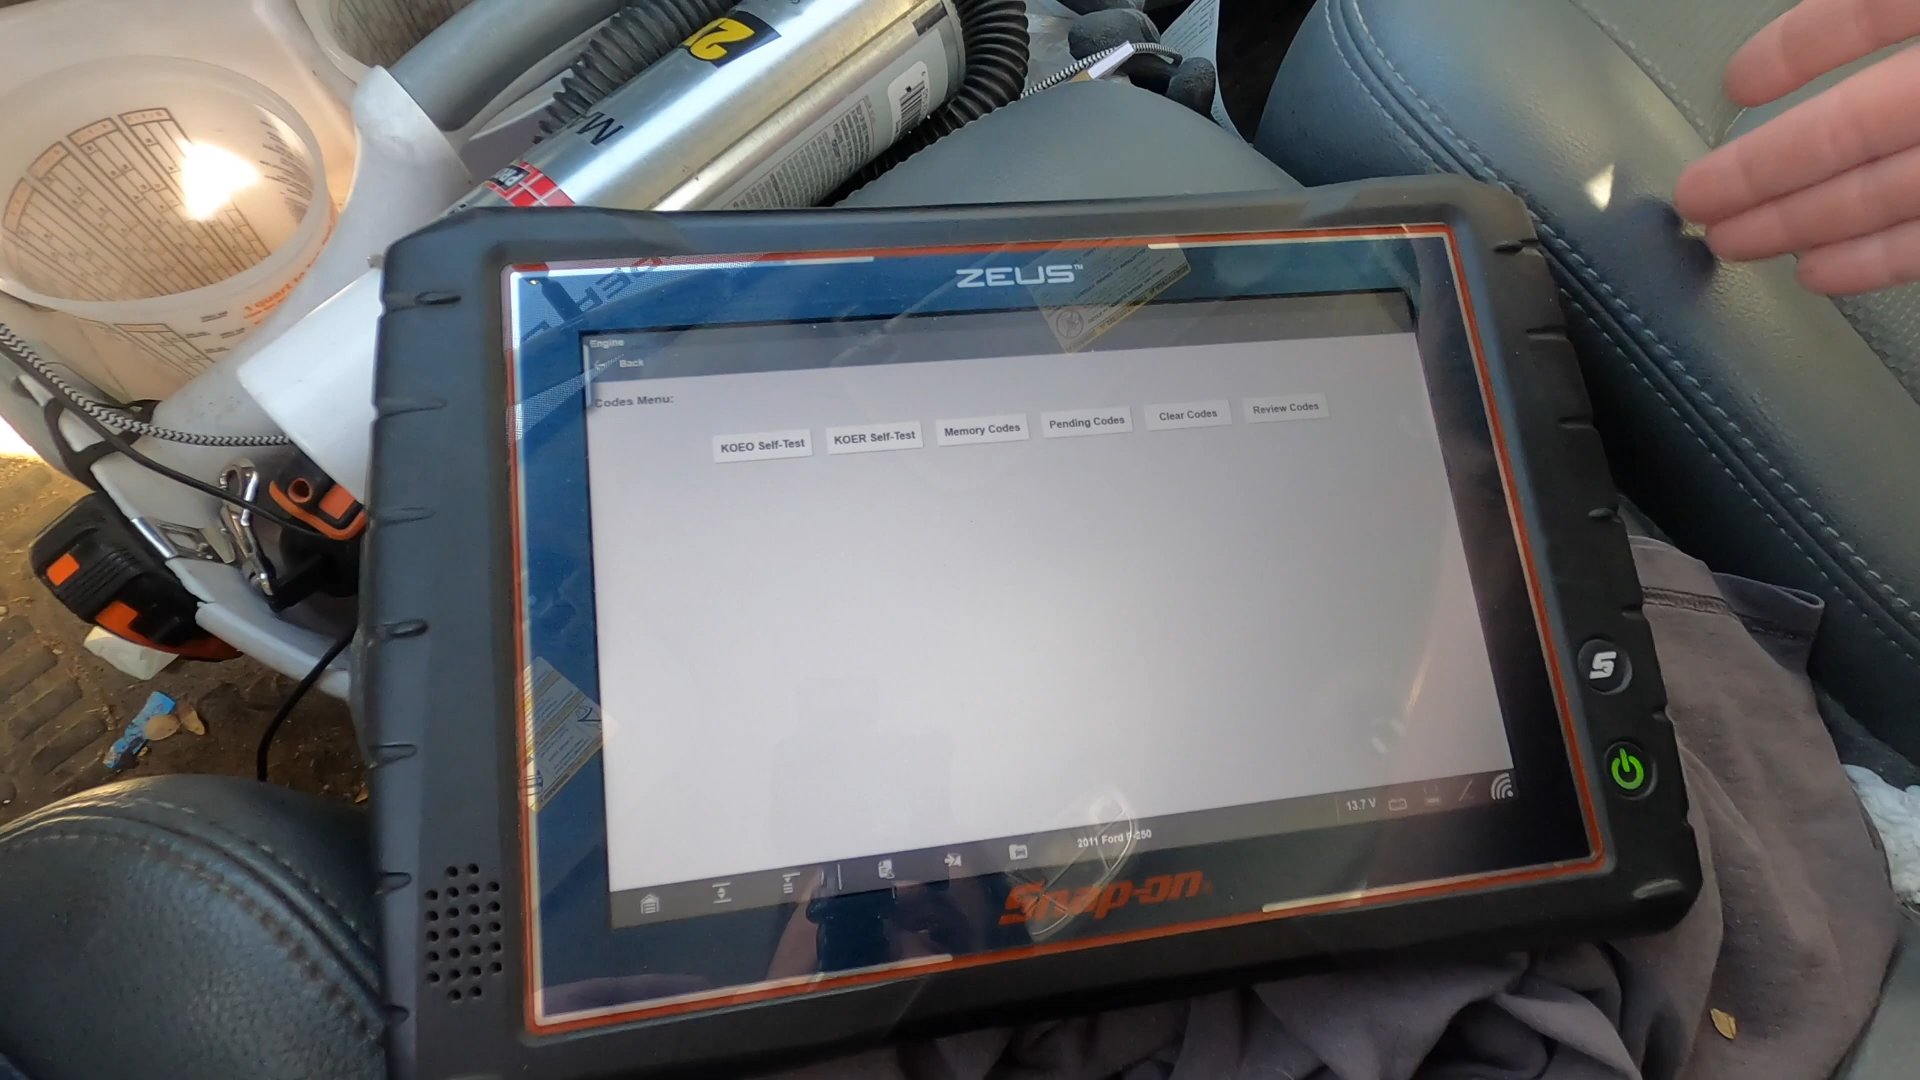 ZEUS™
Engine
Back
Codes Menu:
KOEO Self-Test
KOER Self-Test
Memory Codes
Pending Codes
Clear Codes
Review Codes
13.7 V
2011 Ford F-250
Snap-on